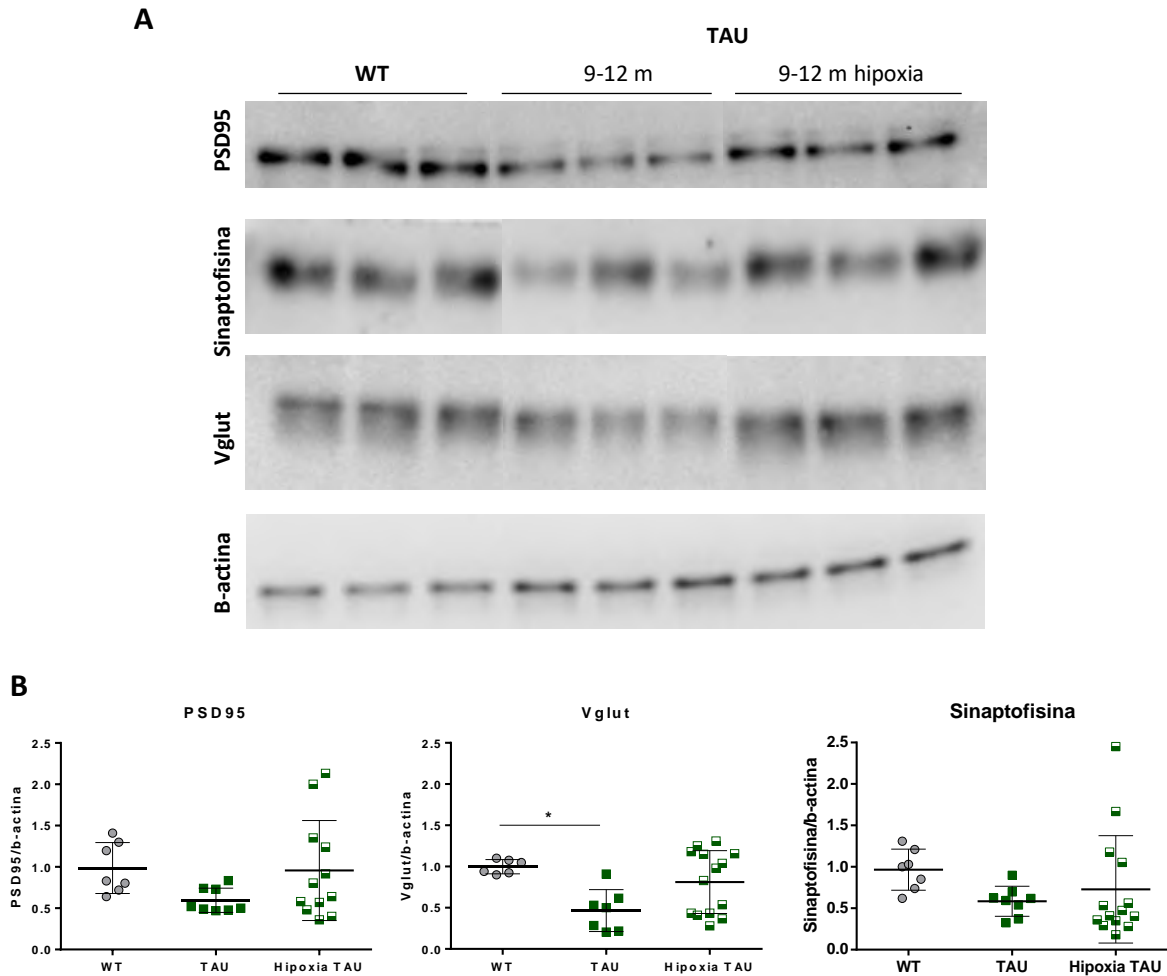 A
TAU
WT
9-12 m
9-12 m hipoxia
PSD95
Sinaptofisina
Vglut
B-actina
B
PSD95
PSD95/b-actina
2.5
2.0
1.5
1.0
0.5
0.0
WT
TAU
Hipoxia TAU
Vglut
Vglut/b-actina
2.5
2.0
1.5
1.0
0.5
0.0
*
WT
TAU
Hipoxia TAU
Sinaptofisina
Sinaptofisina/b-actina
2.5
2.0
1.5
1.0
0.5
0.0
WT
TAU
Hipoxia TAU